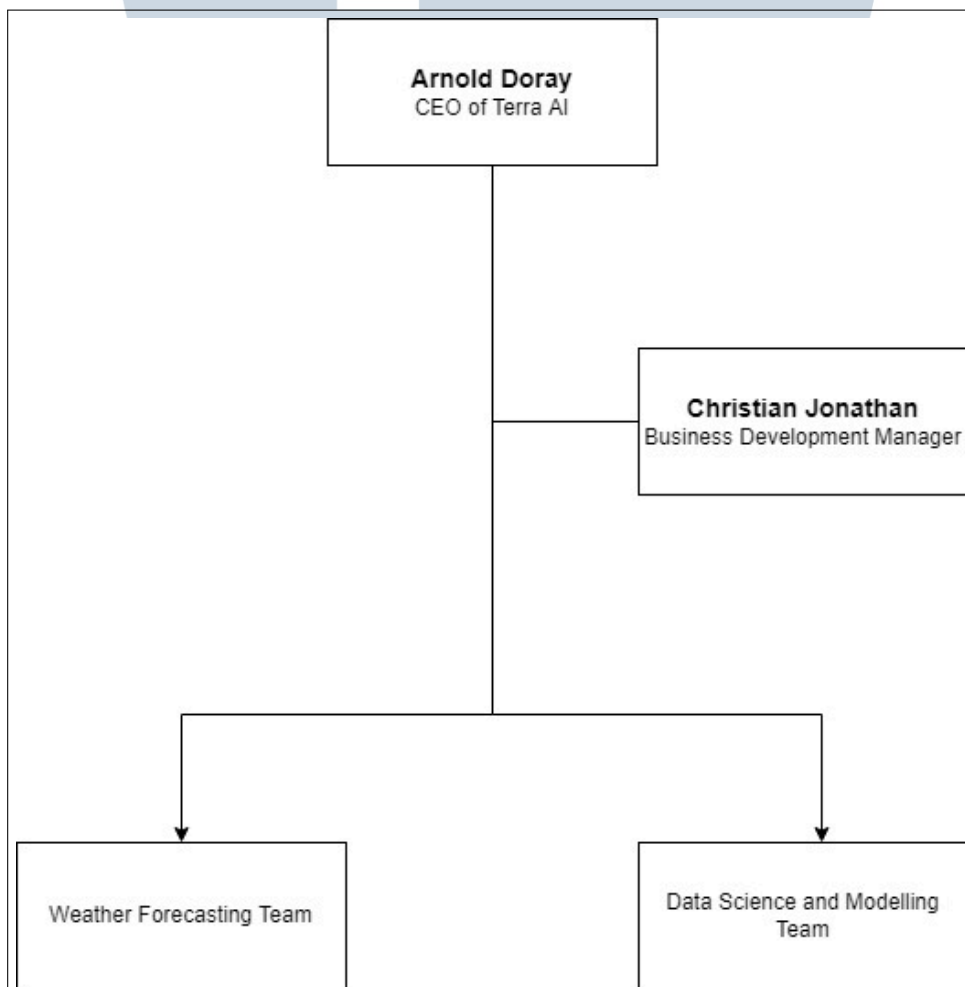 Arnold Doray
CEO of Terra AI
Christian Jonathan
Business Development Manager
Weather Forecasting Team
Data Science and Modelling
Team